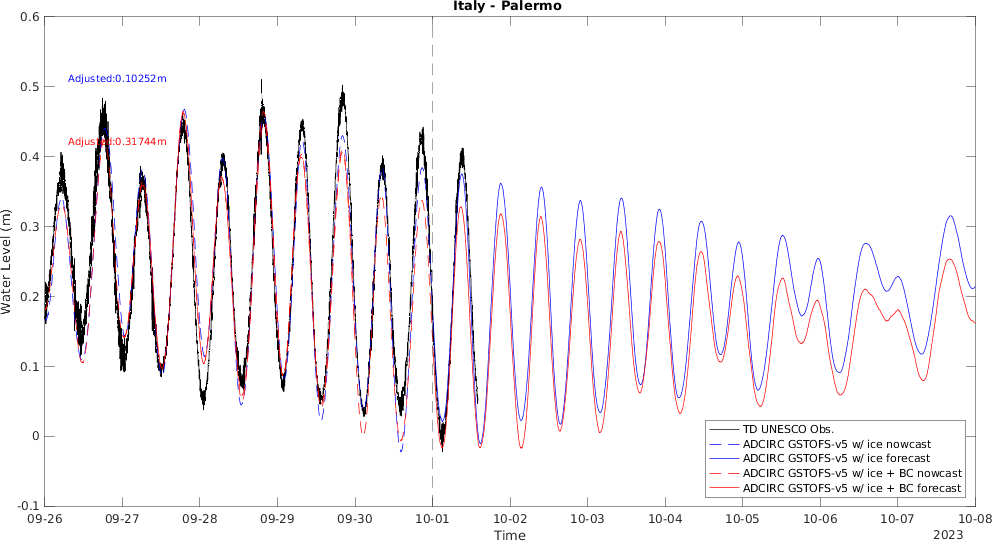 Italy - Palermo
0.6
0.5
0.4
0.3
0.2
0.1
0
-0.1
Water Level (m)
Adjusted:0.10252m
Adjusted:0.31744m
TD UNESCO Obs.
ADCIRC GSTOFS-v5 w/ ice nowcast
ADCIRC GSTOFS-v5 w/ ice forecast
ADCIRC GSTOFS-v5 w/ ice + BC nowcast
ADCIRC GSTOFS-v5 w/ ice + BC forecast
09-26 09-27 09-28 09-29 09-30 10-01 10-02 10-03 10-04 10-05 10-06 10-07 10-08
Time
2023